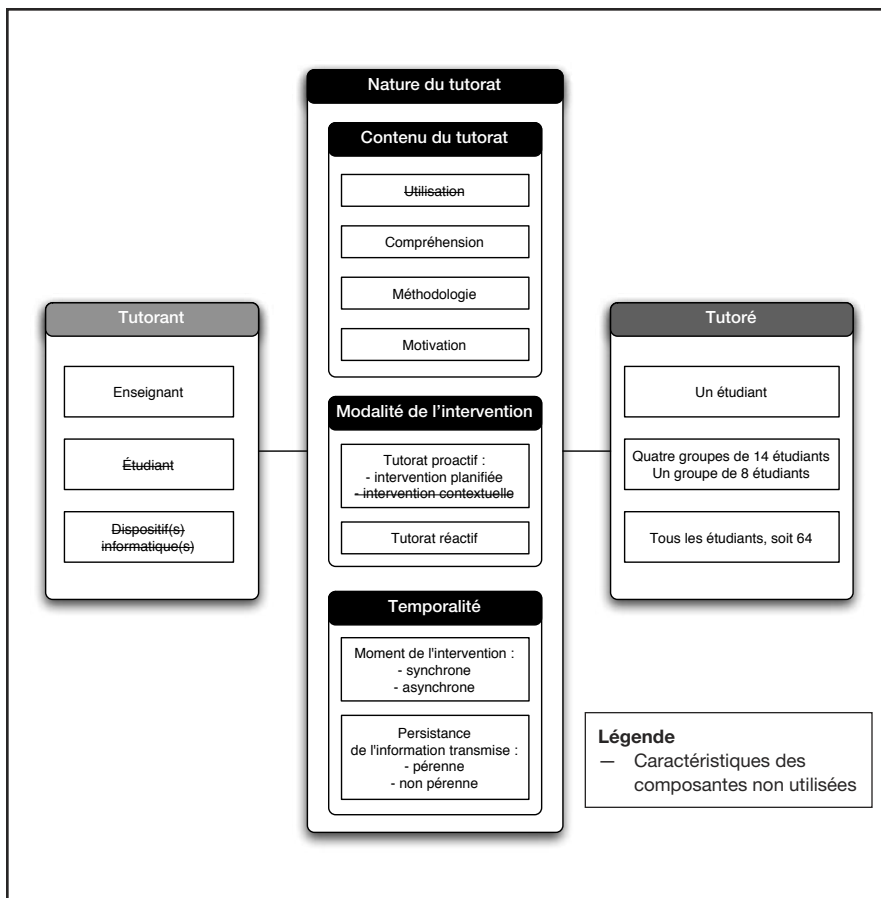 Nature du tutorat
Contenu du tutorat
Utilisation
Compréhension
Méthodologie
Motivation
Modalité de l'intervention
Tutorat proactif :
- intervention planifiée
- intervention contextuelle
Tutorat réactif
Temporalité
Moment de l'intervention :
- synchrone
- asynchrone
Persistance
de l'information transmise :
- pérenne
- non pérenne
Tutorant
Enseignant
Étudiant
Dispositif(s)
informatique(s)
Tutoré
Un étudiant
Quatre groupes de 14 étudiants
Un groupe de 8 étudiants
Tous les étudiants, soit 64
Légende
— Caractéristiques des
composantes non utilisées